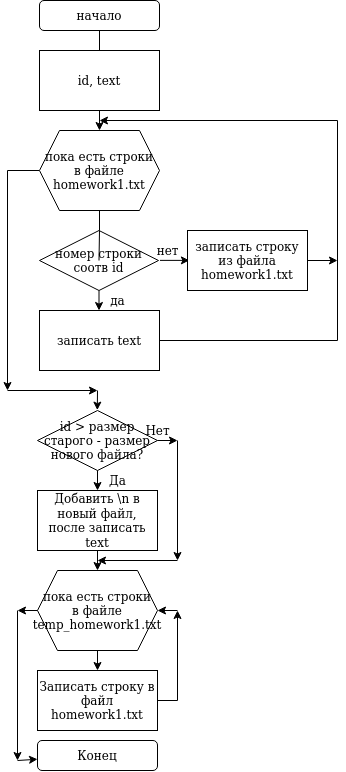 начало
id, text
пока есть строки
в файле
homework1.txt
номер строки
соотв id
нет
записать строку
из файла
homework1.txt
да
записать text
id > размер
старого - размер
нового файла?
Нет
Да
Добавить \n в
новый файл,
после записать
text
пока есть строки
в файле
temp_homework1.txt
Записать строку в
файл
homework1.txt
Конец